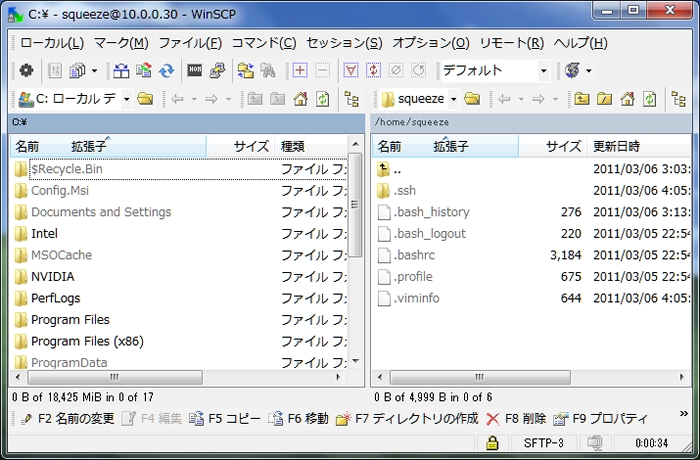 C:¥ - squeeze@10.0.0.30 - WinSCP
ローカル(L) マーク(M) ファイル(F) コマンド(C) セッション(S) オプション(O) リモート(R) ヘルプ(H)
デフォルト
C: ローカル デ squeeze
C:¥ /home/squeeze
名前 拡張子 サイズ 種類 名前 拡張子 サイズ 更新日時
$Recycle.Bin ファイル フ .. 2011/03/06 3:03:
Config.Msi ファイル フ .ssh 2011/03/06 4:05:
Documents and Settings ファイル フ .bash_history 276 2011/03/06 3:13:
Intel ファイル フ .bash_logout 220 2011/03/05 22:54
MSOCache ファイル フ .bashrc 3,184 2011/03/05 22:54
NVIDIA ファイル フ .profile 675 2011/03/05 22:54
PerfLogs ファイル フ .viminfo 644 2011/03/06 4:05:
Program Files ファイル フ
Program Files (x86) ファイル フ
ProgramData ファイル フ
0 B of 18,425 MiB in 0 of 17 0 B of 4,999 B in 0 of 6
F2 名前の変更 F4 編集 F5 コピー F6 移動 F7 ディレクトリの作成 F8 削除 F9 プロパティ »
SFTP-3 0:00:34